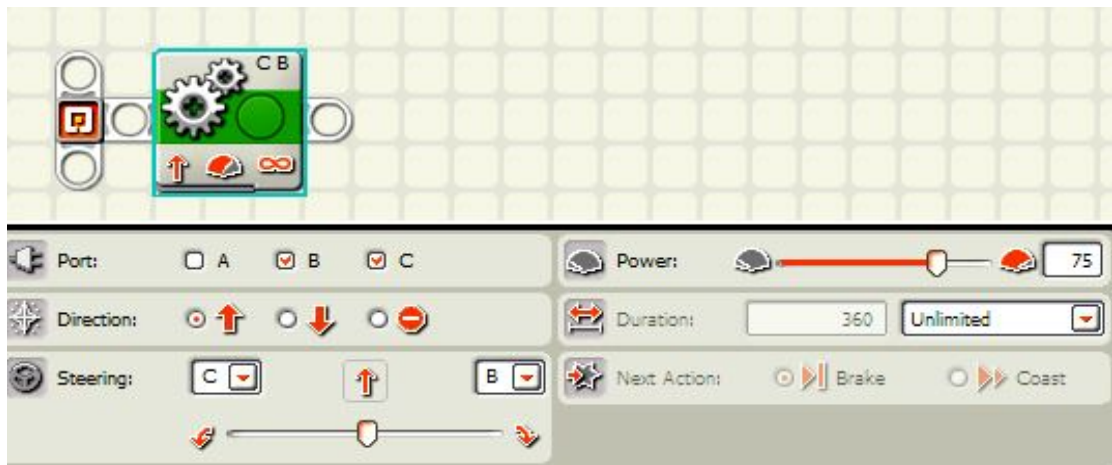 C B
Port: A B C
Power: 75
Direction:
Duration: 360 Unlimited
Steering: C B
Next Action: Brake Coast